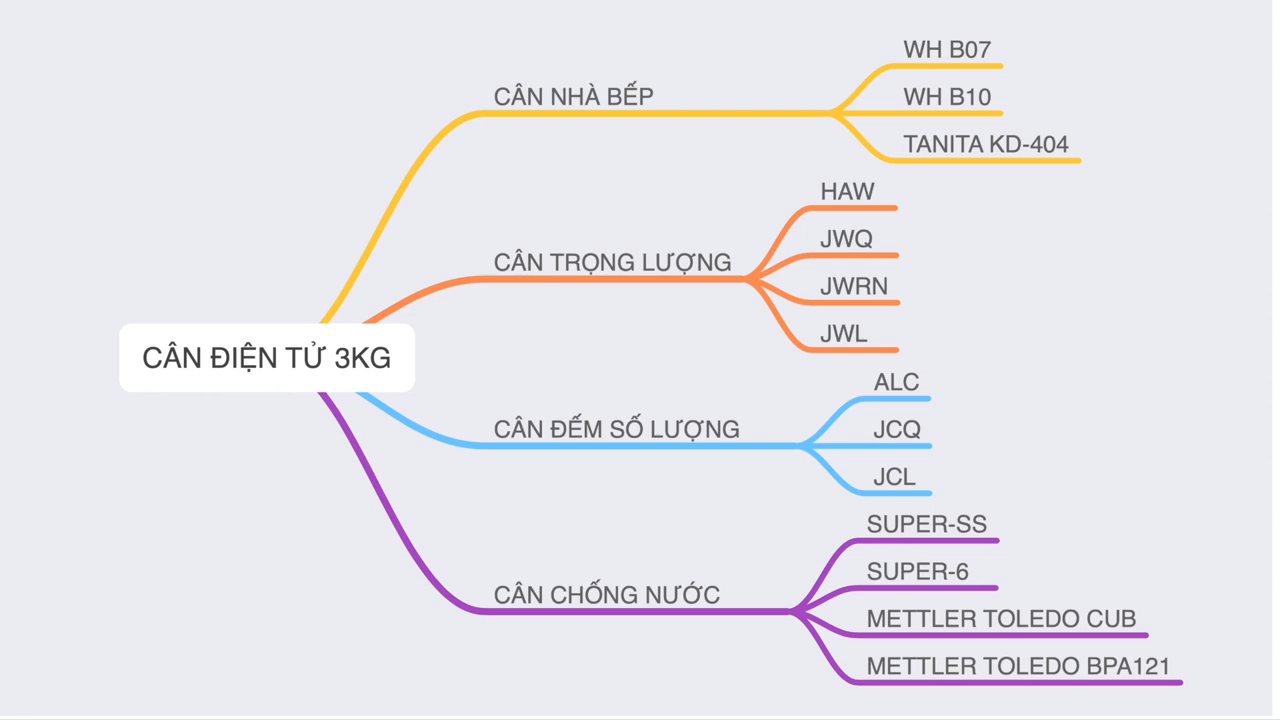 CÂN ĐIỆN TỬ 3KG
CÂN NHÀ BẾP
WH B07
WH B10
TANITA KD-404
CÂN TRỌNG LƯỢNG
HAW
JWQ
JWRN
JWL
CÂN ĐẾM SỐ LƯỢNG
ALC
JCQ
JCL
CÂN CHỐNG NƯỚC
SUPER-SS
SUPER-6
METTLER TOLEDO CUB
METTLER TOLEDO BPA121